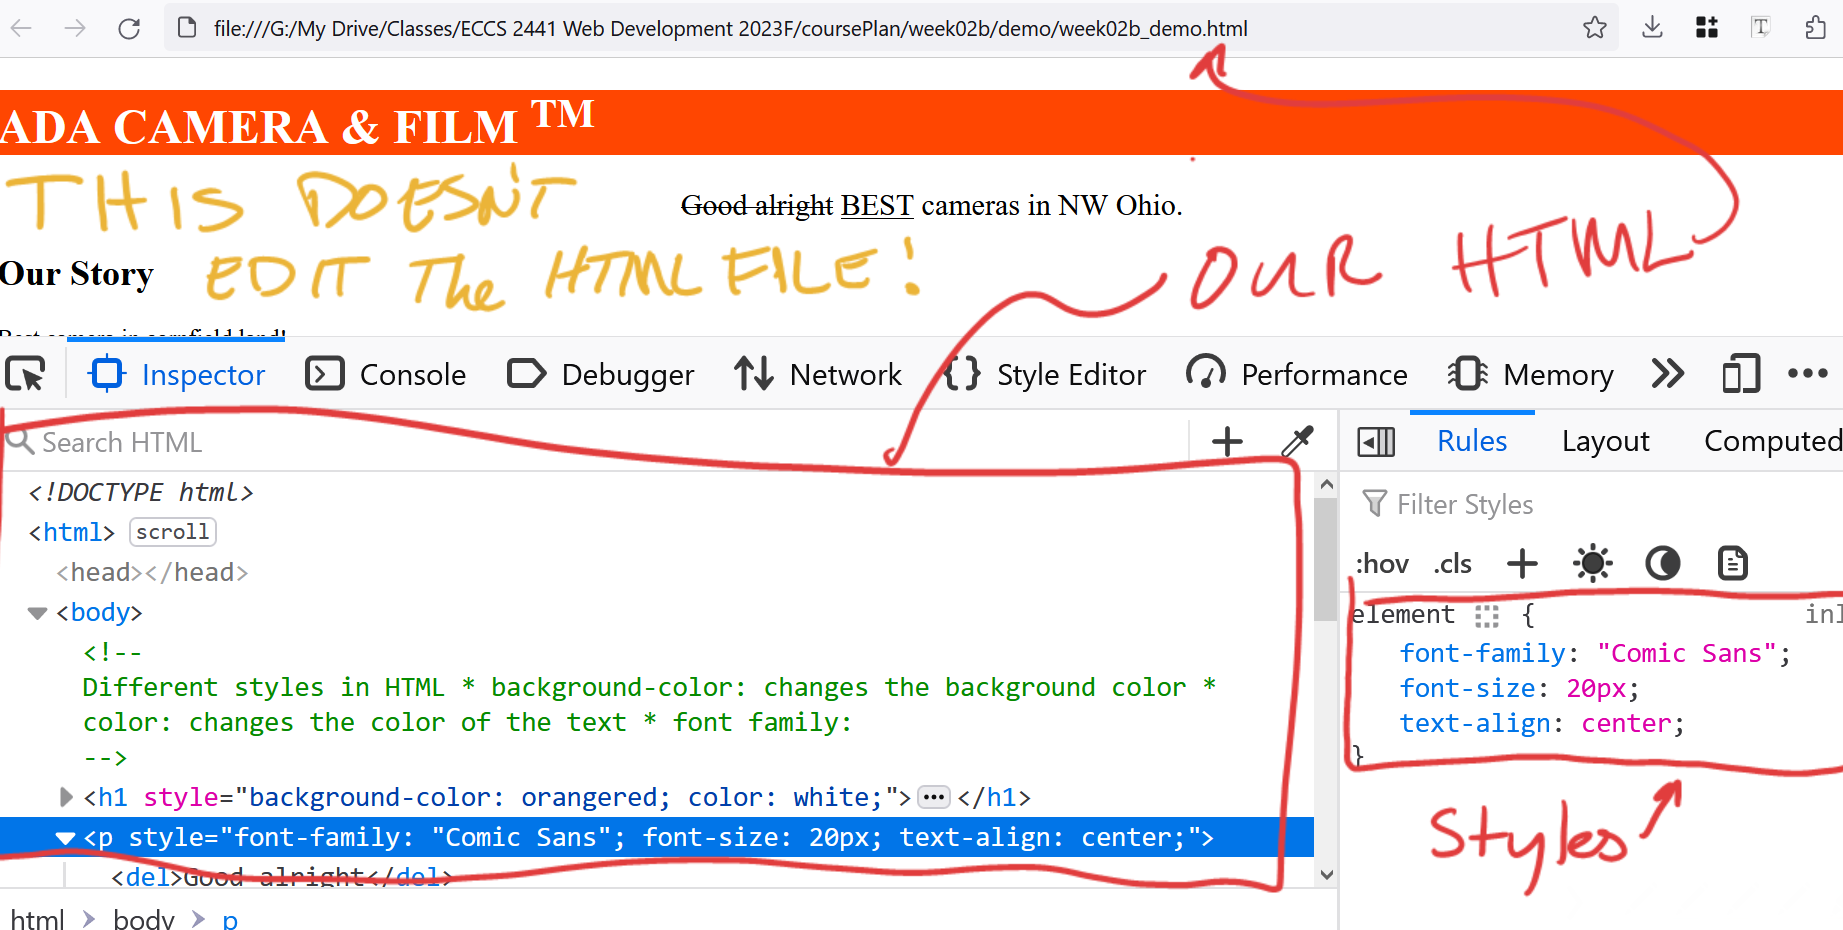 file:///G:/My Drive/Classes/ECCS 2441 Web Development 2023F/coursePlan/week02b/demo/week02b_demo.html
ADA CAMERA & FILM TM
THIS DOESN'T
Good alright BEST cameras in NW Ohio.
EDIT The HTML FILE!
OUR HTML
Our Story
Best camera in cornfield land!
Inspector Console Debugger Network Style Editor Performance Memory
Search HTML
Rules Layout Computed
<!DOCTYPE html>
Filter Styles
<html> scroll
:hov .cls
<head></head>
<body>
element { inl
<!--
font-family: "Comic Sans";
Different styles in HTML * background-color: changes the background color *
font-size: 20px;
color: changes the color of the text * font family:
text-align: center;
-->
}
<h1 style="background-color: orangered; color: white;"> ••• </h1>
<p style="font-family: "Comic Sans"; font-size: 20px; text-align: center;">
Styles
<del>Good alright</del>
html > body > p